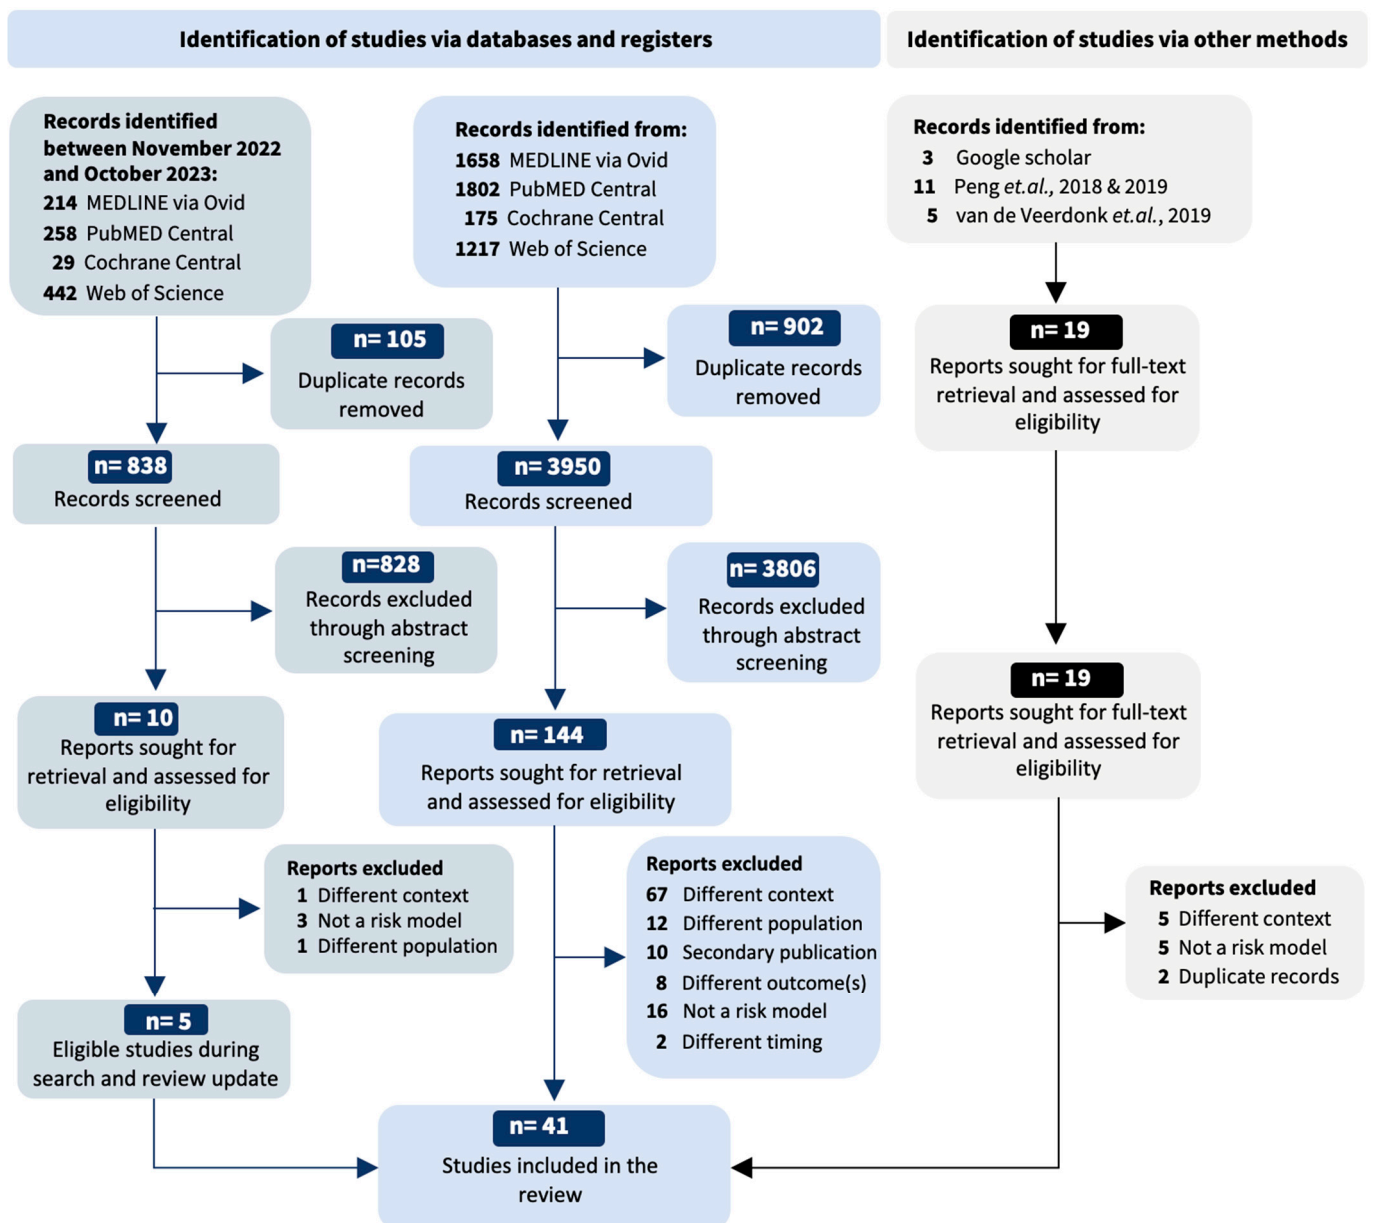 Identification of studies via databases and registers
Identification of studies via other methods
Records identified
between November 2022
and October 2023:
214 MEDLINE via Ovid
258 PubMED Central
29 Cochrane Central
442 Web of Science
Records identified from:
1658 MEDLINE via Ovid
1802 PubMED Central
175 Cochrane Central
1217 Web of Science
Records identified from:
3 Google scholar
11 Peng et.al., 2018 & 2019
5 van de Veerdonk et.al., 2019
n= 105
Duplicate records
removed
n= 902
Duplicate records
removed
n= 19
Reports sought for full-text
retrieval and assessed for
eligibility
n= 838
Records screened
n= 3950
Records screened
n=828
Records excluded
through abstract
screening
n= 3806
Records excluded
through abstract
screening
n= 10
Reports sought for
retrieval and assessed for
eligibility
n= 144
Reports sought for retrieval
and assessed for eligibility
n= 19
Reports sought for full-text
retrieval and assessed for
eligibility
Reports excluded
1 Different context
3 Not a risk model
1 Different population
Reports excluded
67 Different context
12 Different population
10 Secondary publication
8 Different outcome(s)
16 Not a risk model
2 Different timing
Reports excluded
5 Different context
5 Not a risk model
2 Duplicate records
n= 5
Eligible studies during
search and review update
n= 41
Studies included in the
review